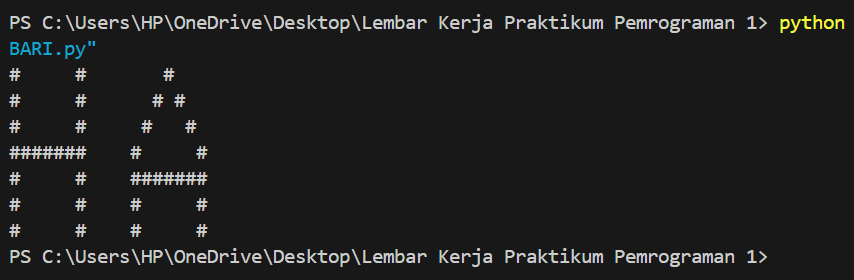 PS C:\Users\HP\OneDrive\Desktop\Lembar Kerja Praktikum Pemrograman 1> python
BARI.py"
#     #       #
#     #      # #
#     #     #   #
#######    #     #
#     #    #######
#     #    #     #
#     #    #     #
PS C:\Users\HP\OneDrive\Desktop\Lembar Kerja Praktikum Pemrograman 1>